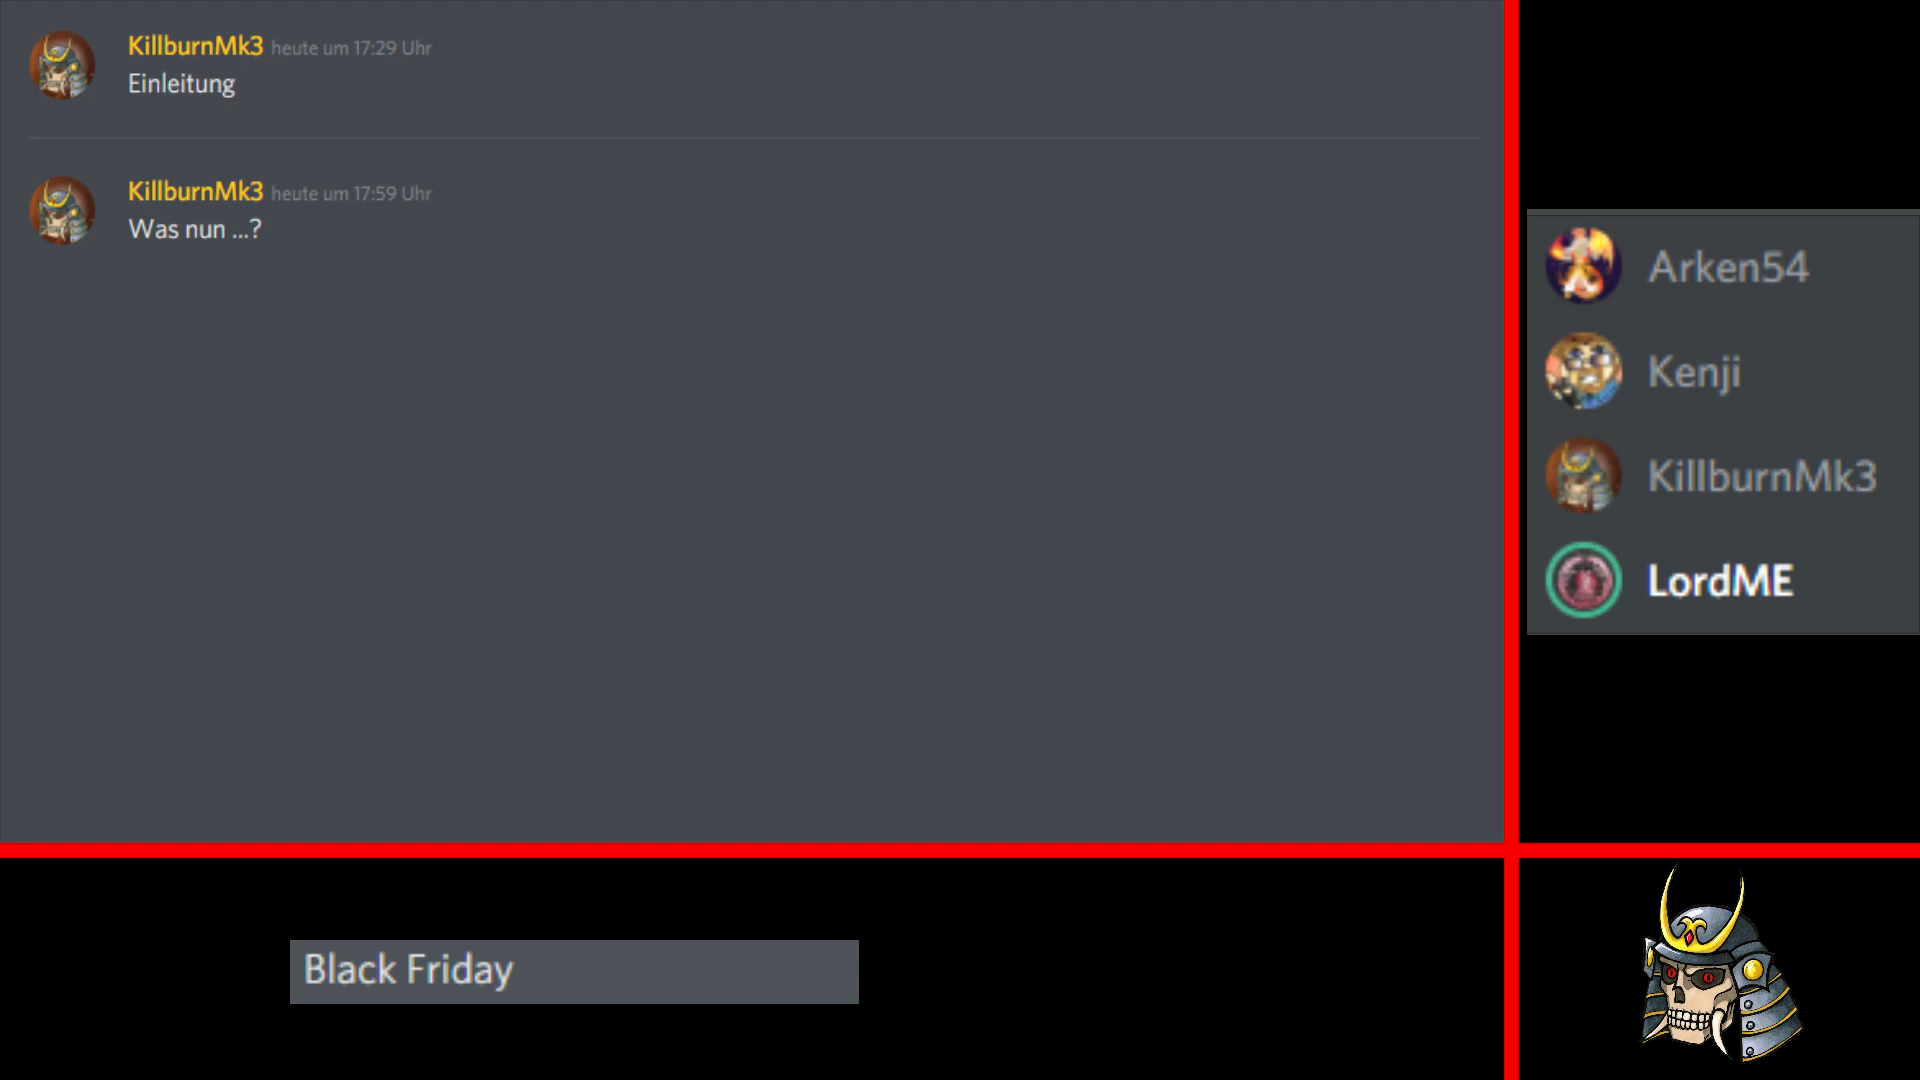 KillburnMk3 heute um 17:29 Uhr
Einleitung
KillburnMk3 heute um 17:59 Uhr
Was nun ...?
Arken54
Kenji
KillburnMk3
LordME
Black Friday